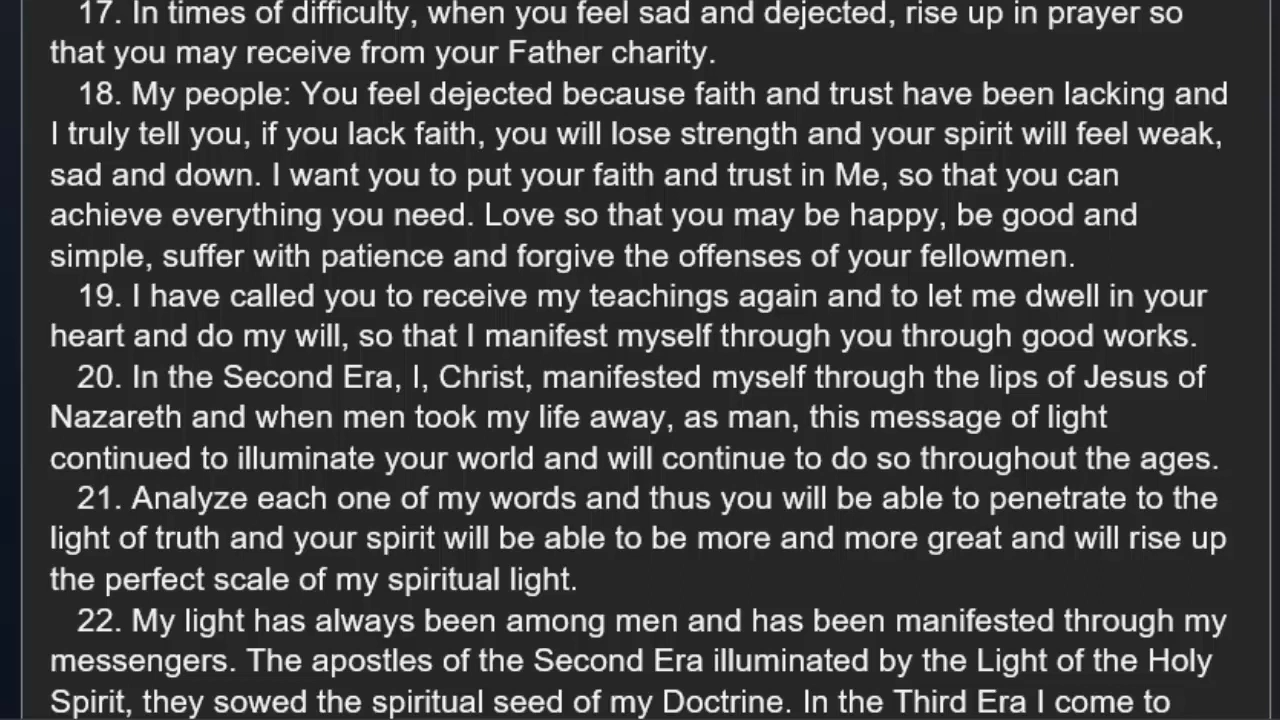 17. In times of difficulty, when you feel sad and dejected, rise up in prayer so
that you may receive from your Father charity.
18. My people: You feel dejected because faith and trust have been lacking and
I truly tell you, if you lack faith, you will lose strength and your spirit will feel weak,
sad and down. I want you to put your faith and trust in Me, so that you can
achieve everything you need. Love so that you may be happy, be good and
simple, suffer with patience and forgive the offenses of your fellowmen.
19. I have called you to receive my teachings again and to let me dwell in your
heart and do my will, so that I manifest myself through you through good works.
20. In the Second Era, I, Christ, manifested myself through the lips of Jesus of
Nazareth and when men took my life away, as man, this message of light
continued to illuminate your world and will continue to do so throughout the ages.
21. Analyze each one of my words and thus you will be able to penetrate to the
light of truth and your spirit will be able to be more and more great and will rise up
the perfect scale of my spiritual light.
22. My light has always been among men and has been manifested through my
messengers. The apostles of the Second Era illuminated by the Light of the Holy
Spirit, they sowed the spiritual seed of my Doctrine. In the Third Era I come to